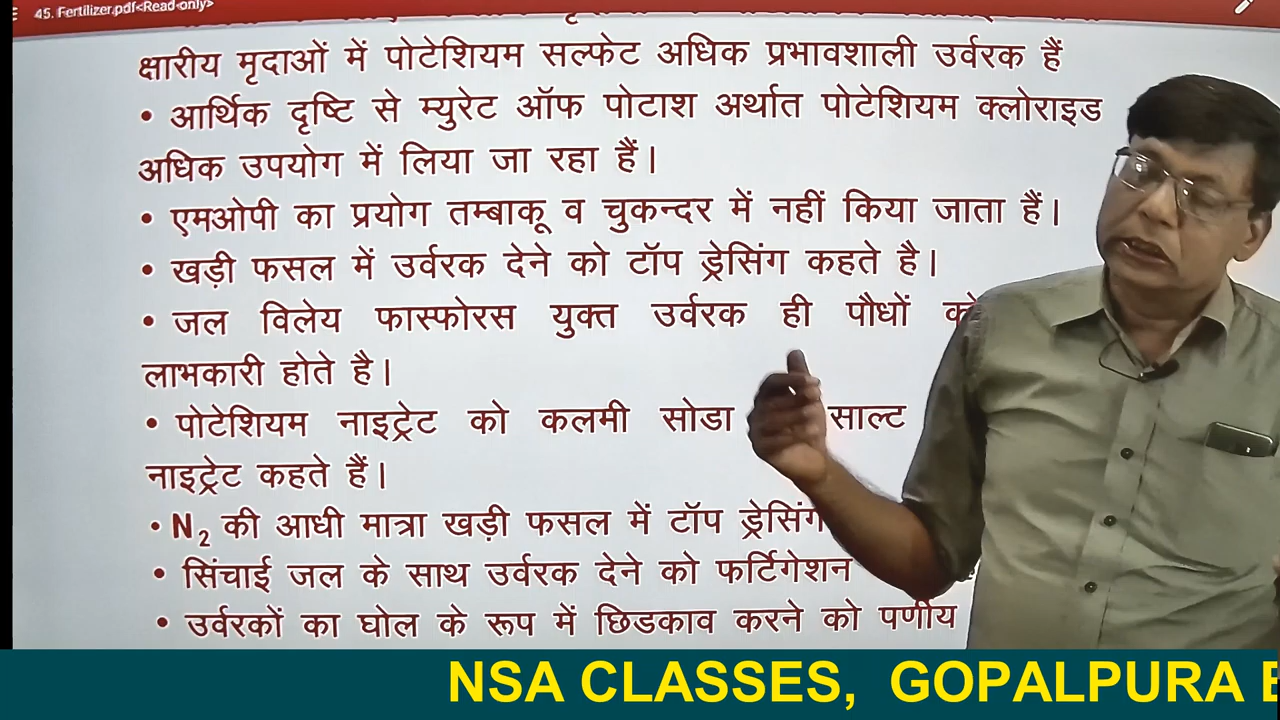 45. Fertilizer.pdf<Read only>
क्षारीय मृदाओं में पोटेशियम सल्फेट अधिक प्रभावशाली उर्वरक हैं
• आर्थिक दृष्टि से म्युरेट ऑफ पोटाश अर्थात पोटेशियम क्लोराइड
अधिक उपयोग में लिया जा रहा हैं।
• एमओपी का प्रयोग तम्बाकू व चुकन्दर में नहीं किया जाता हैं।
• खड़ी फसल में उर्वरक देने को टॉप ड्रेसिंग कहते है।
• जल विलेय फास्फोरस युक्त उर्वरक ही पौधों
लाभकारी होते है।
• पोटेशियम नाइट्रेट को कलमी सोडा साल्ट
नाइट्रेट कहते हैं।
• N₂ की आधी मात्रा खड़ी फसल में टॉप ड्रेसिंग
• सिंचाई जल के साथ उर्वरक देने को फर्टिगेशन
• उर्वरकों का घोल के रूप में छिडकाव करने को पर्णीय
NSA CLASSES, GOPALPURA